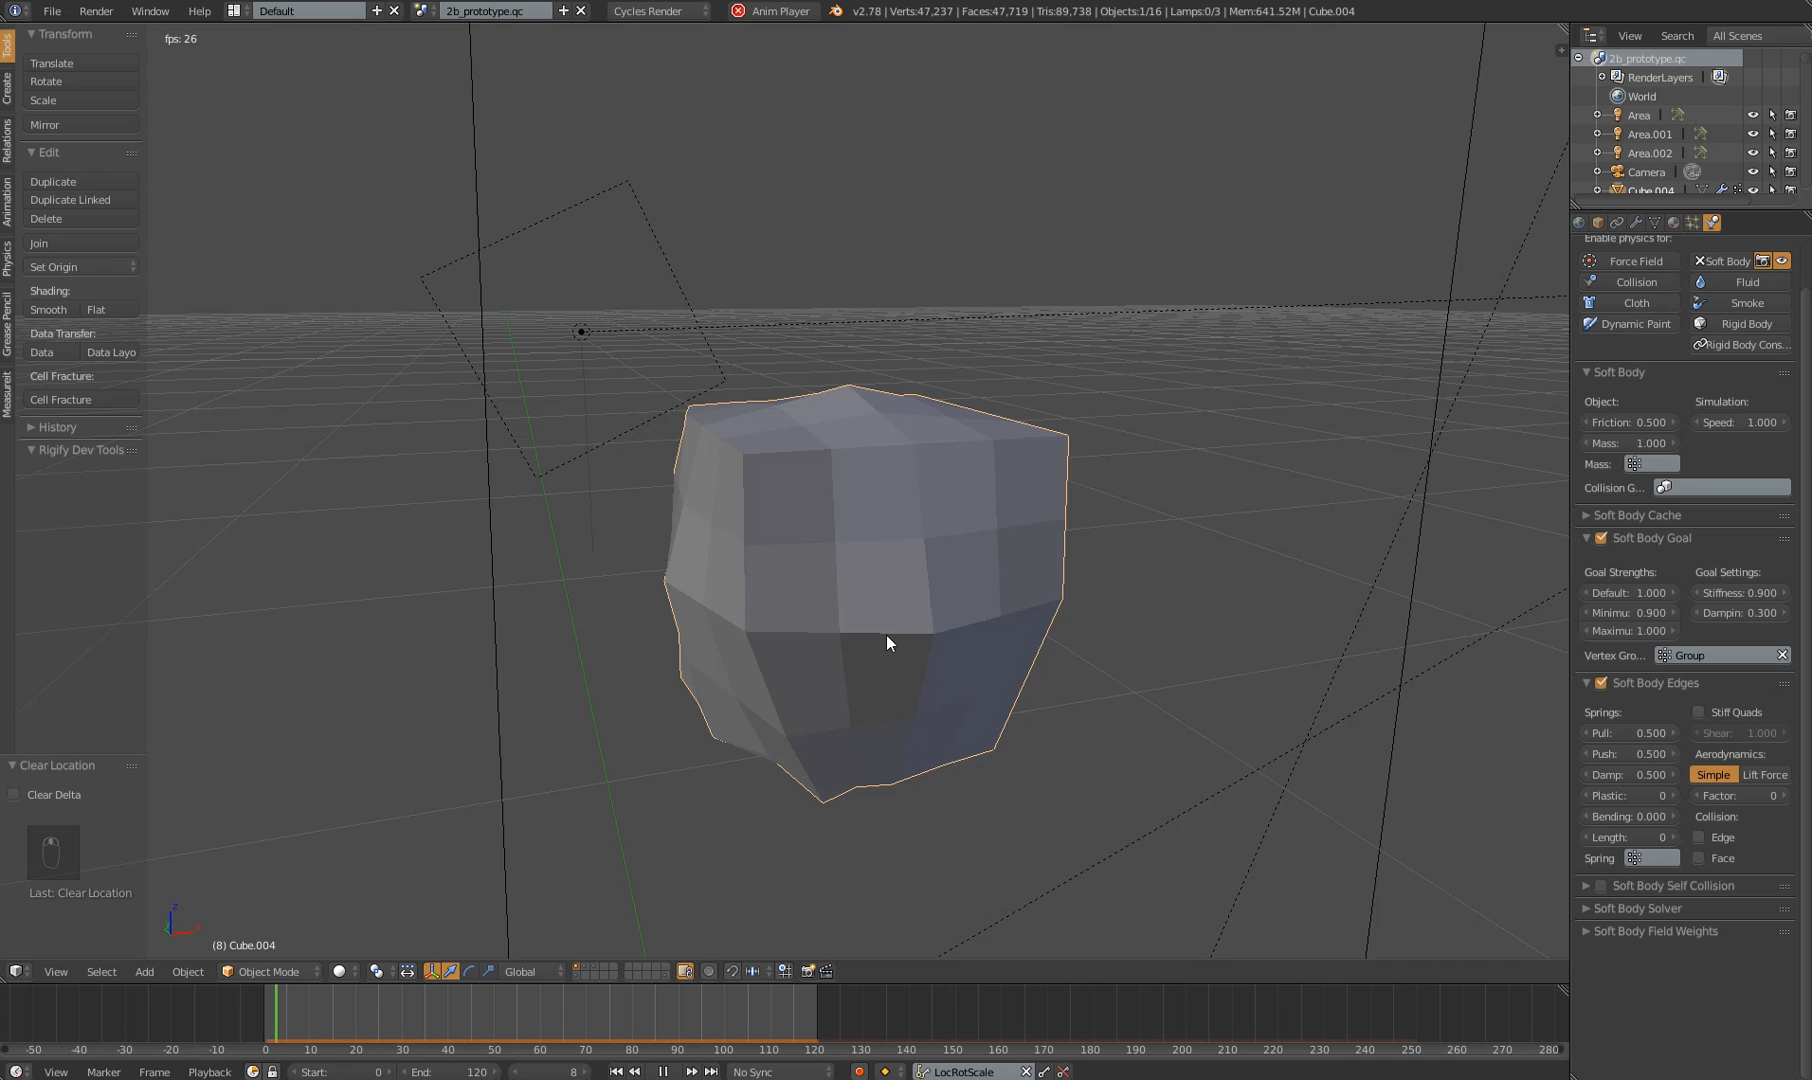 File Render Window Help Default 2b_prototype.qc Cycles Render Anim Player v2.78 | Verts:47,237 | Faces:47,719 | Tris:89,738 | Objects:1/16 | Lamps:0/3 | Mem:641.52M | Cube.004
fps: 26
Tools
Create
Relations
Animation
Physics
Grease Pencil
Measureit
Transform
Translate
Rotate
Scale
Mirror
Edit
Duplicate
Duplicate Linked
Delete
Join
Set Origin
Shading:
Smooth Flat
Data Transfer:
Data Data Layo
Cell Fracture:
Cell Fracture
History
Rigify Dev Tools
Clear Location
Clear Delta
Last: Clear Location
z
x
(8) Cube.004
View Search All Scenes
2b_prototype.qc
RenderLayers
World
Area
Area.001
Area.002
Camera
Cube.004
Enable physics for:
Force Field Soft Body
Collision Fluid
Cloth Smoke
Dynamic Paint Rigid Body
Rigid Body Cons...
Soft Body
Object: Simulation:
Friction: 0.500 Speed: 1.000
Mass: 1.000
Mass:
Collision G...
Soft Body Cache
Soft Body Goal
Goal Strengths: Goal Settings:
Default: 1.000 Stiffness: 0.900
Minimu: 0.900 Dampin: 0.300
Maximu: 1.000
Vertex Gro... Group
Soft Body Edges
Springs: Stiff Quads
Pull: 0.500 Shear: 1.000
Push: 0.500 Aerodynamics:
Damp: 0.500 Simple Lift Force
Plastic: 0 Factor: 0
Bending: 0.000 Collision:
Length: 0 Edge
Spring Face
Soft Body Self Collision
Soft Body Solver
Soft Body Field Weights
View Select Add Object Object Mode Global
-50 -40 -30 -20 -10 0 10 20 30 40 50 60 70 80 90 100 110 120 130 140 150 160 170 180 190 200 210 220 230 240 250 260 270 280
View Marker Frame Playback Start: 0 End: 120 8 No Sync LocRotScale